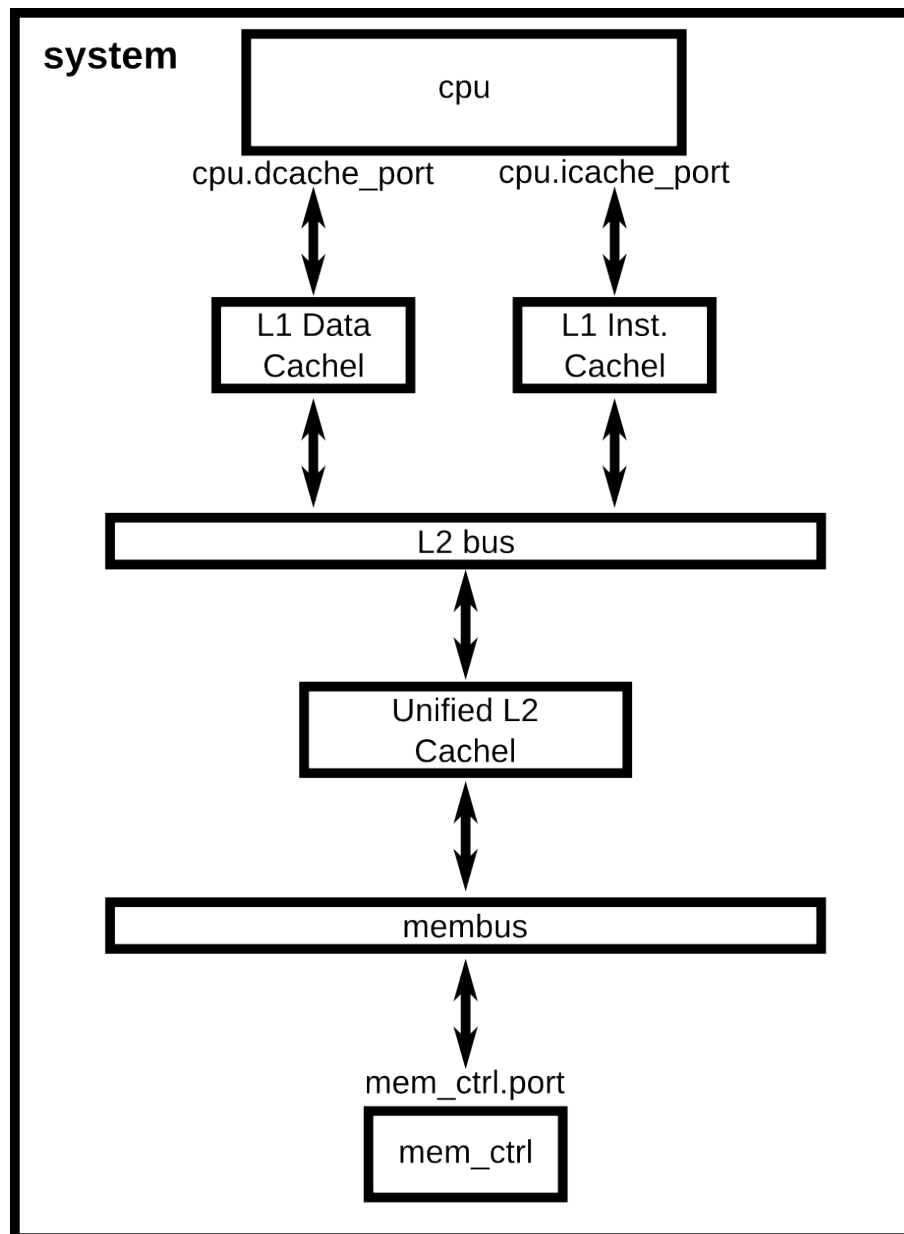 system
cpu
cpu.dcache_port
cpu.icache_port
L1 Data
Cachel
L1 Inst.
Cachel
L2 bus
Unified L2
Cachel
membus
mem_ctrl.port
mem_ctrl